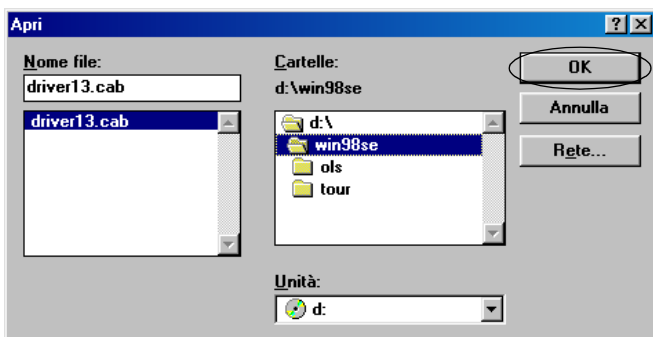 Apri
Nome file:
driver13.cab
driver13.cab
Cartelle:
d:\win98se
d:\
win98se
ols
tour
Unità:
d:
OK
Annulla
Rete...